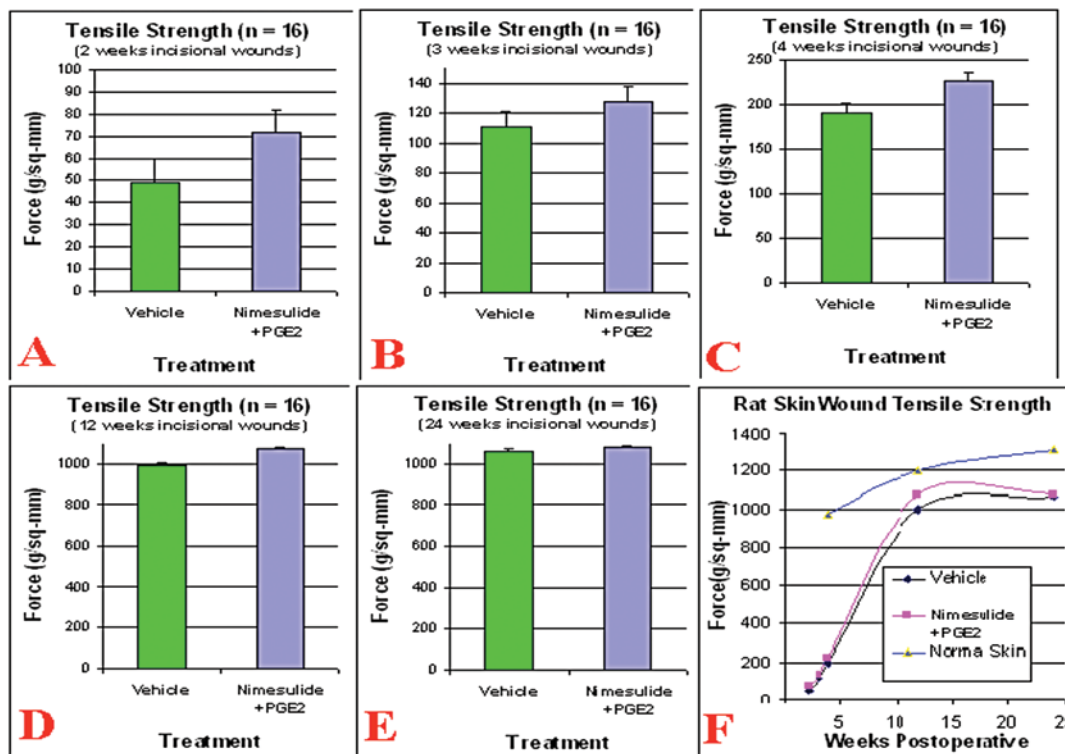 Tensile Strength (n = 16)
(2 weeks incisional wounds)
Force (g/sq-mm)
100
90
80
70
60
50
40
30
20
10
0
Vehicle
Nimesulide
+PGE2
Treatment
A
Tensile Strength (n = 16)
(3 weeks incisional wounds)
Force (g/sq-mm)
140
120
100
80
60
40
20
0
Vehicle
Nimesulide
+PGE2
Treatment
B
Tensile Strength (n = 16)
(4 weeks incisional wounds)
Force (g/sq-mm)
250
200
150
100
50
0
Vehicle
Nimesulide
+PGE2
Treatment
C
Tensile Strength (n = 16)
(12 weeks incisional wounds)
Force (g/sq-mm)
1000
800
600
400
200
0
Vehicle
Nimesulide
+PGE2
Treatment
D
Tensile Strength (n = 16)
(24 weeks incisional wounds)
Force (g/sq-mm)
1000
800
600
400
200
0
Vehicle
Nimesulide
+PGE2
Treatment
E
Rat Skin Wound Tensile Strength
Force(g/sq-mm)
1400
1200
1000
800
600
400
200
0
Vehicle
Nimesulide
+PGE2
Norma Skin
5 10 15 20 25
Weeks Postoperative
F